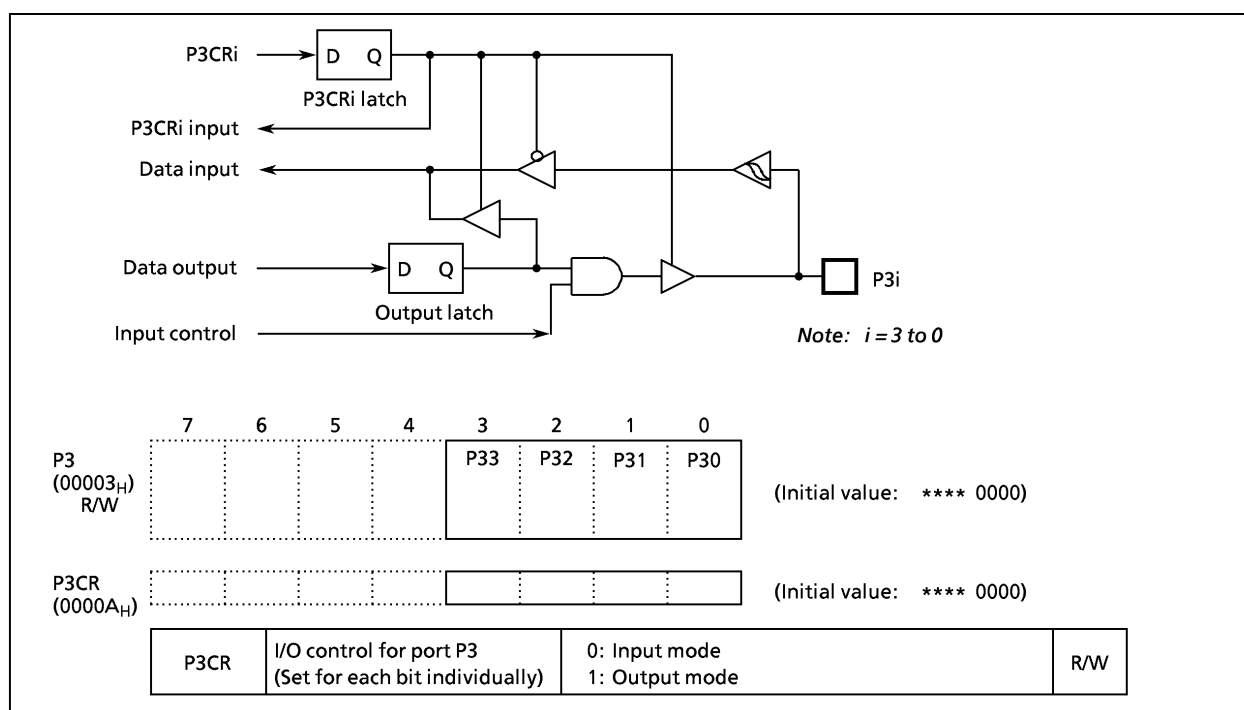 P3CRi
D Q
P3CRi latch
P3CRi input
Data input
Data output
D Q
Output latch
Input control
P3i
Note: i = 3 to 0
7 6 5 4 3 2 1 0
P3
(00003H)
R/W
P33 P32 P31 P30
(Initial value: **** 0000)
P3CR
(0000AH)
(Initial value: **** 0000)
P3CR
I/O control for port P3
(Set for each bit individually)
0: Input mode
1: Output mode
R/W